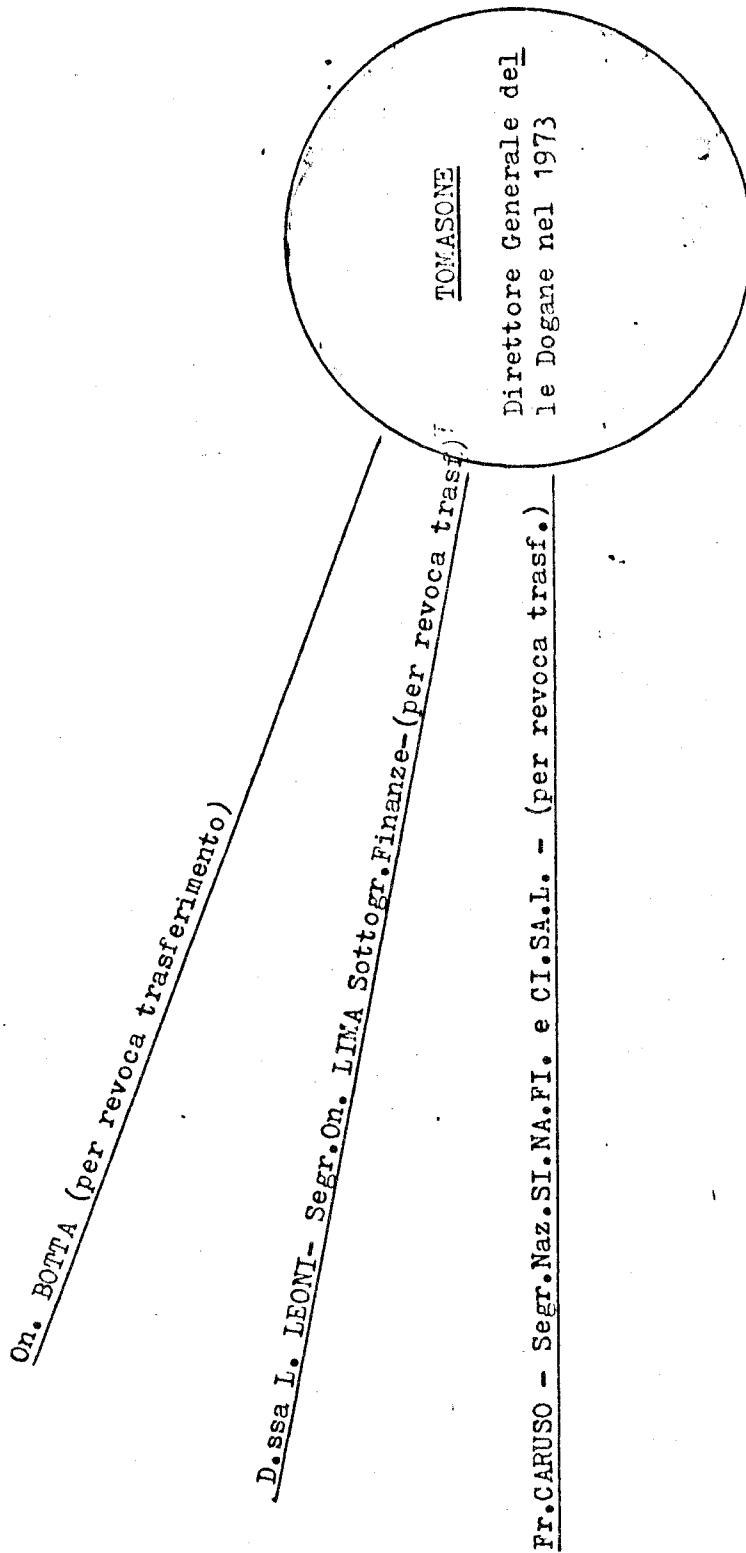 On. BOTTA (per revoca trasferimento)
D.ssa L. LEONI- Segr.On. LIMA Sottogr.Finanze-(per revoca trasf)
Fr.CARUSO - Segr.Naz.SI.NA.FI. e CI.SA.L. - (per revoca trasf.)
TOMASONE
Direttore Generale del
le Dogane nel 1973